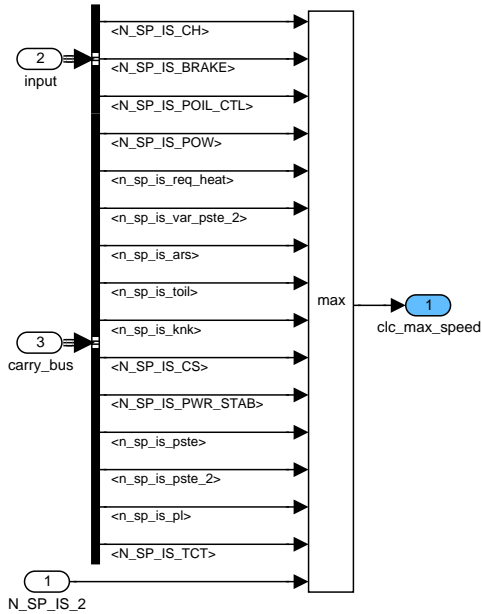 <N_SP_IS_CH>
2
input
<N_SP_IS_BRAKE>
<N_SP_IS_POIL_CTL>
<N_SP_IS_POW>
<n_sp_is_req_heat>
<n_sp_is_var_pste_2>
<n_sp_is_ars>
<n_sp_is_toil>
max
1
clc_max_speed
<n_sp_is_knk>
3
carry_bus
<N_SP_IS_CS>
<N_SP_IS_PWR_STAB>
<n_sp_is_pste>
<n_sp_is_pste_2>
<n_sp_is_pl>
<N_SP_IS_TCT>
1
N_SP_IS_2